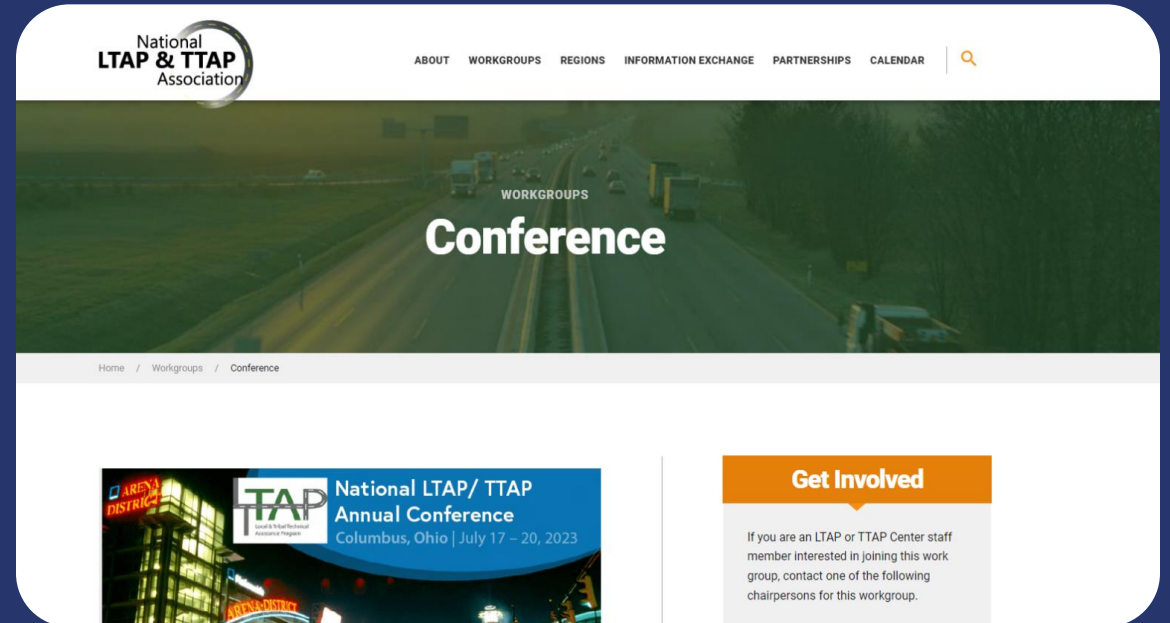 National
LTAP & TTAP
Association
ABOUT WORKGROUPS REGIONS INFORMATION EXCHANGE PARTNERSHIPS CALENDAR
WORKGROUPS
Conference
Home / Workgroups / Conference
ARENA
DISTRICT
TAP
Local & Tribal Technical
Assistance Program
National LTAP/ TTAP
Annual Conference
Columbus, Ohio | July 17 – 20, 2023
McDonald's
ARENA DISTRICT
Get Involved
If you are an LTAP or TTAP Center staff
member interested in joining this work
group, contact one of the following
chairpersons for this workgroup.